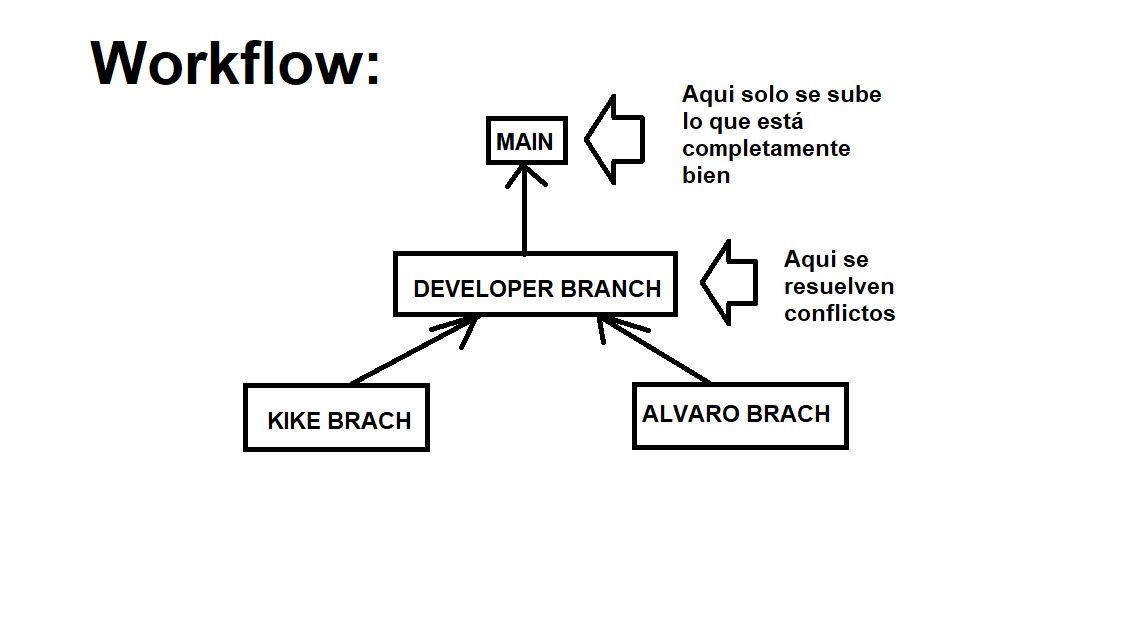 Workflow:
Aqui solo se sube
lo que está
completamente
bien
MAIN
Aqui se
resuelven
conflictos
DEVELOPER BRANCH
KIKE BRACH
ALVARO BRACH